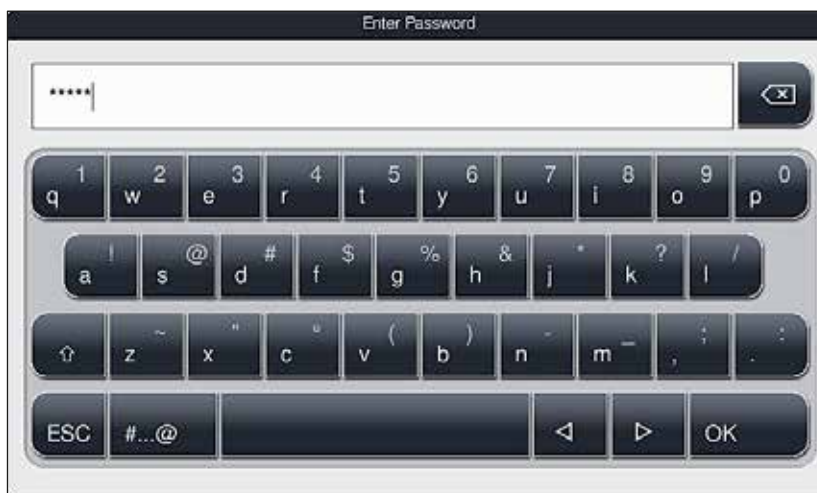 Enter Password
*****
1 2 3 4 5 6 7 8 9 0
q w e r t y u i o p
! @ # $ % & * ? /
a s d f g h j k l
~ " º ( ) - _ ; :
z x c v b n m , .
ESC #...@ OK